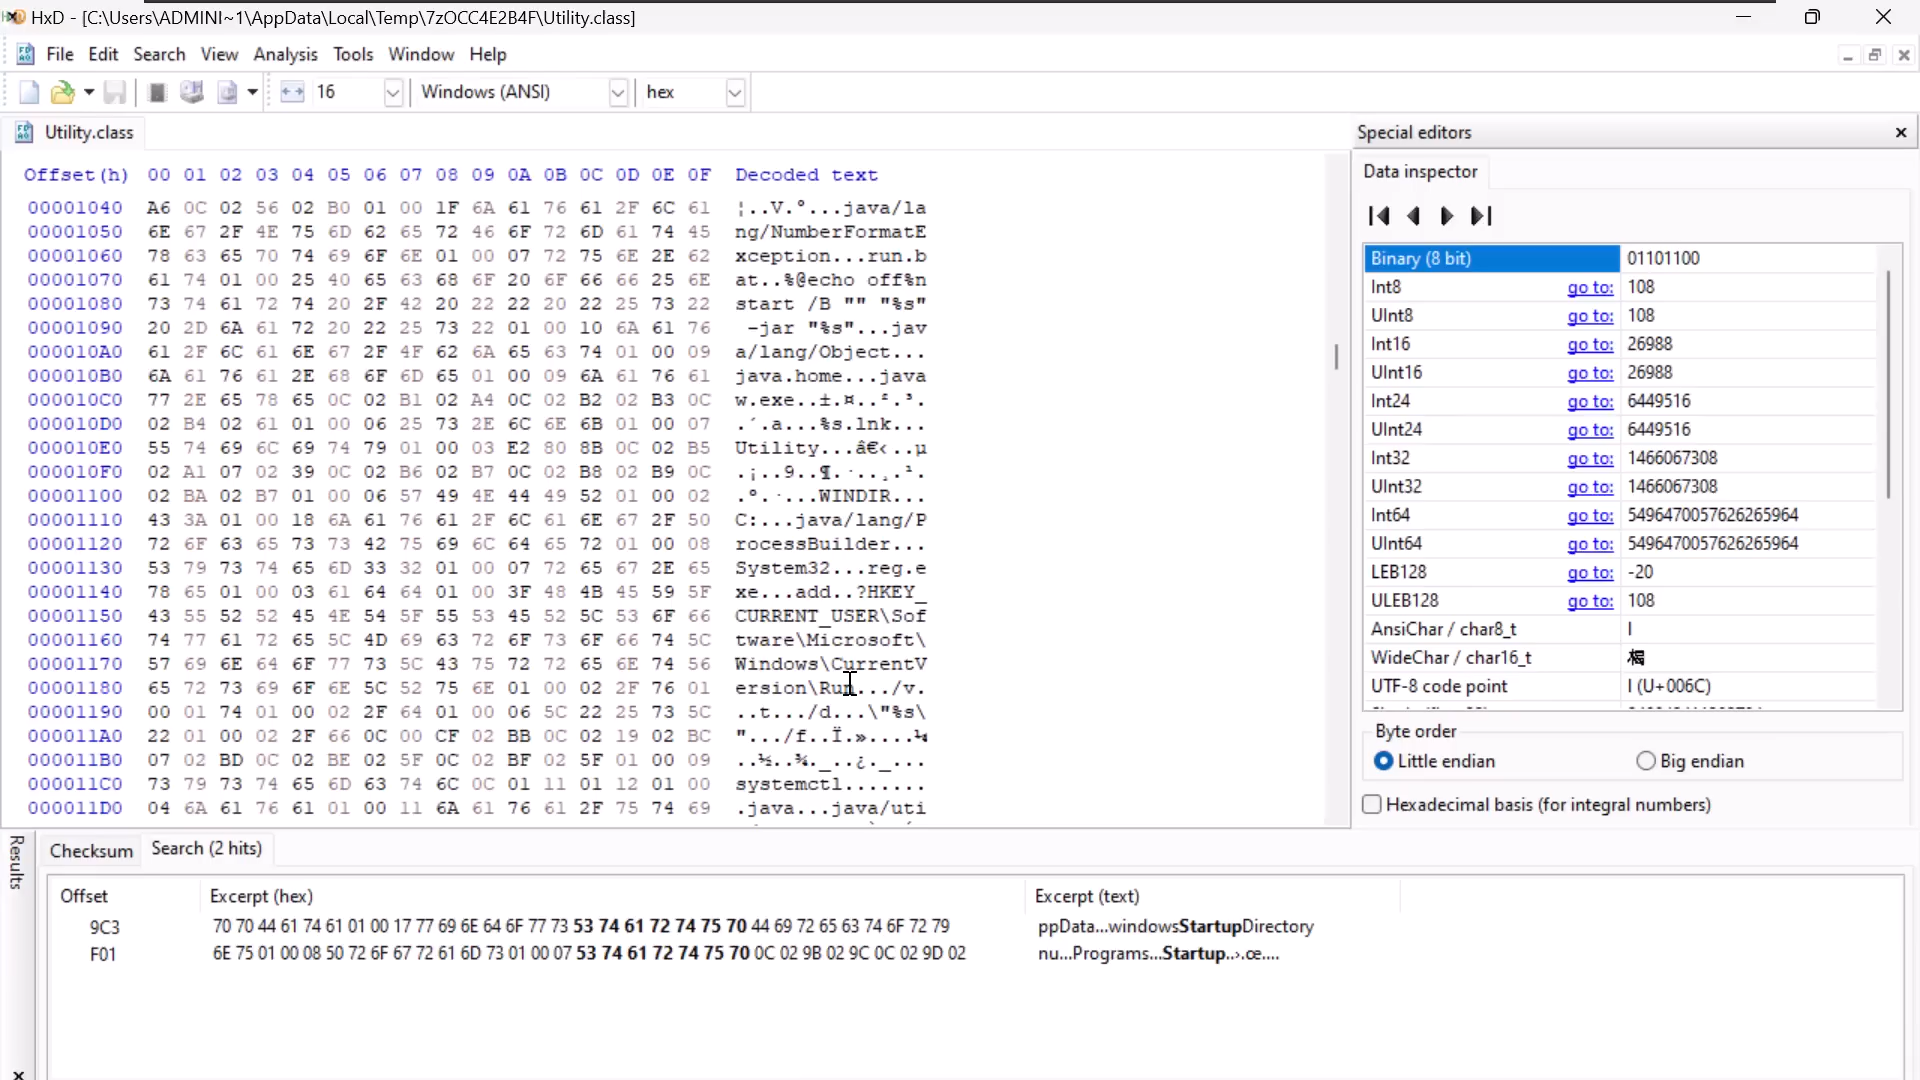 HxD - [C:\Users\ADMINI~1\AppData\Local\Temp\7zOCC4E2B4F\Utility.class]
File Edit Search View Analysis Tools Window Help
16 Windows (ANSI) hex
Utility.class
Offset(h) 00 01 02 03 04 05 06 07 08 09 0A 0B 0C 0D 0E 0F Decoded text
00001040 A6 0C 02 56 02 B0 01 00 1F 6A 61 76 61 2F 6C 61 ¦..V.°...java/la
00001050 6E 67 2F 4E 75 6D 62 65 72 46 6F 72 6D 61 74 45 ng/NumberFormatE
00001060 78 63 65 70 74 69 6F 6E 01 00 07 72 75 6E 2E 62 xception...run.b
00001070 61 74 01 00 25 40 65 63 68 6F 20 6F 66 66 25 6E at..%@echo off%n
00001080 73 74 61 72 74 20 2F 42 20 22 22 20 22 25 73 22 start /B "" "%s"
00001090 20 2D 6A 61 72 20 22 25 73 22 01 00 10 6A 61 76  -jar "%s"...jav
000010A0 61 2F 6C 61 6E 67 2F 4F 62 6A 65 63 74 01 00 09 a/lang/Object...
000010B0 6A 61 76 61 2E 68 6F 6D 65 01 00 09 6A 61 76 61 java.home...java
000010C0 77 2E 65 78 65 0C 02 B1 02 A4 0C 02 B2 02 B3 0C w.exe..±.¤..².³.
000010D0 02 B4 02 61 01 00 06 25 73 2E 6C 6E 6B 01 00 07 .´.a...%s.lnk...
000010E0 55 74 69 6C 69 74 79 01 00 03 E2 80 8B 0C 02 B5 Utility...â€‹..µ
000010F0 02 A1 07 02 39 0C 02 B6 02 B7 0C 02 B8 02 B9 0C .¡..9..¶.·..¸.¹.
00001100 02 BA 02 B7 01 00 06 57 49 4E 44 49 52 01 00 02 .º.·...WINDIR...
00001110 43 3A 01 00 18 6A 61 76 61 2F 6C 61 6E 67 2F 50 C:...java/lang/P
00001120 72 6F 63 65 73 73 42 75 69 6C 64 65 72 01 00 08 rocessBuilder...
00001130 53 79 73 74 65 6D 33 32 01 00 07 72 65 67 2E 65 System32...reg.e
00001140 78 65 01 00 03 61 64 64 01 00 3F 48 4B 45 59 5F xe...add..?HKEY_
00001150 43 55 52 52 45 4E 54 5F 55 53 45 52 5C 53 6F 66 CURRENT_USER\Sof
00001160 74 77 61 72 65 5C 4D 69 63 72 6F 73 6F 66 74 5C tware\Microsoft\
00001170 57 69 6E 64 6F 77 73 5C 43 75 72 72 65 6E 74 56 Windows\CurrentV
00001180 65 72 73 69 6F 6E 5C 52 75 6E 01 00 02 2F 76 01 ersion\Run.../v.
00001190 00 01 74 01 00 02 2F 64 01 00 06 5C 22 25 73 5C ..t.../d...\"%s\
000011A0 22 01 00 02 2F 66 0C 00 CF 02 BB 0C 02 19 02 BC ".../f..Ï.»....¼
000011B0 07 02 BD 0C 02 BE 02 5F 0C 02 BF 02 5F 01 00 09 ..½..¾._..¿._...
000011C0 73 79 73 74 65 6D 63 74 6C 0C 01 11 01 12 01 00 systemctl.......
000011D0 04 6A 61 76 61 01 00 11 6A 61 76 61 2F 75 74 69 .java...java/uti
Special editors
Data inspector
Binary (8 bit) 01101100
Int8 go to: 108
UInt8 go to: 108
Int16 go to: 26988
UInt16 go to: 26988
Int24 go to: 6449516
UInt24 go to: 6449516
Int32 go to: 1466067308
UInt32 go to: 1466067308
Int64 go to: 5496470057626265964
UInt64 go to: 5496470057626265964
LEB128 go to: -20
ULEB128 go to: 108
AnsiChar / char8_t l
WideChar / char16_t
UTF-8 code point l (U+006C)
Byte order
Little endian Big endian
Hexadecimal basis (for integral numbers)
Results
Checksum Search (2 hits)
Offset Excerpt (hex) Excerpt (text)
9C3 70 70 44 61 74 61 01 00 17 77 69 6E 64 6F 77 73 53 74 61 72 74 75 70 44 69 72 65 63 74 6F 72 79 ppData...windowsStartupDirectory
F01 6E 75 01 00 08 50 72 6F 67 72 61 6D 73 01 00 07 53 74 61 72 74 75 70 0C 02 9B 02 9C 0C 02 9D 02 nu...Programs...Startup..›.œ....